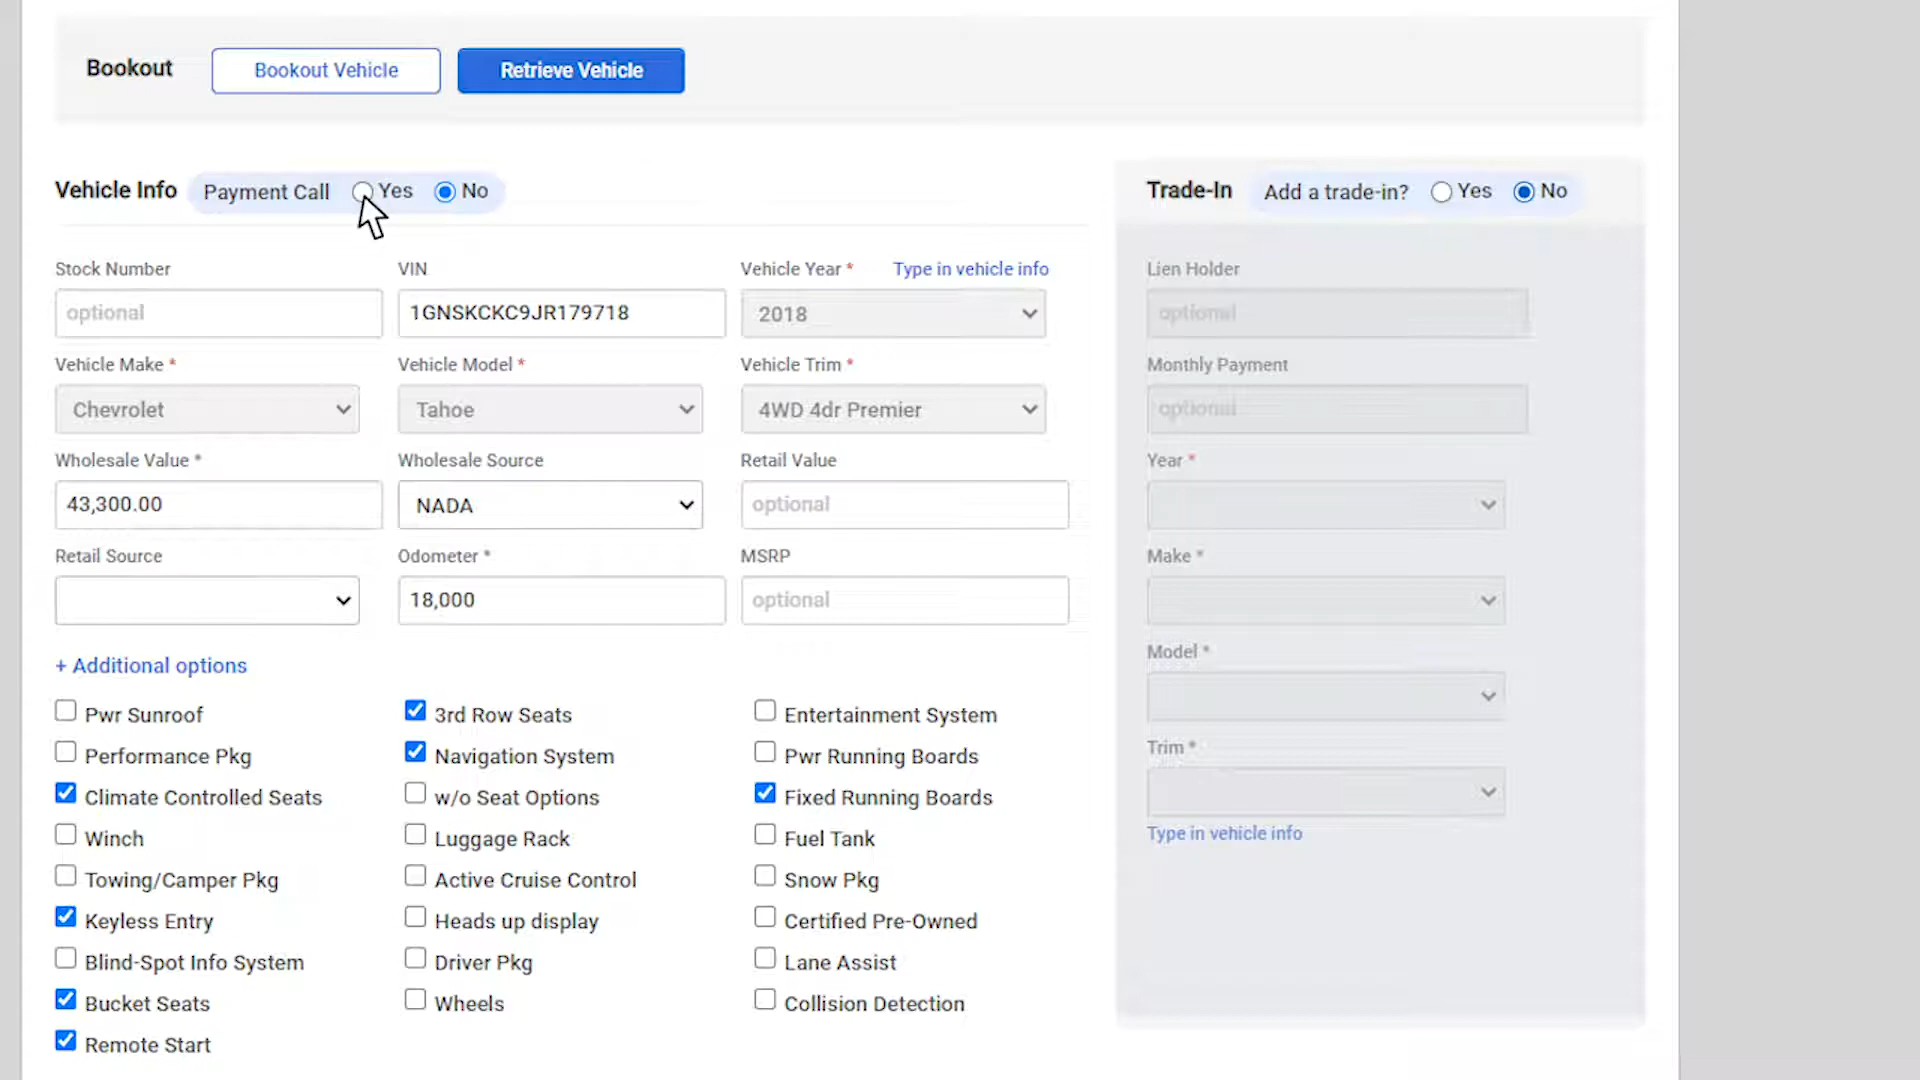 Bookout Bookout Vehicle Retrieve Vehicle
Vehicle Info Payment Call Yes No
Trade-In Add a trade-in? Yes No
Stock Number VIN Vehicle Year * Type in vehicle info
optional 1GNSKCKC9JR179718 2018
Vehicle Make * Vehicle Model * Vehicle Trim *
Chevrolet Tahoe 4WD 4dr Premier
Wholesale Value * Wholesale Source Retail Value
43,300.00 NADA optional
Retail Source Odometer * MSRP
18,000 optional
+ Additional options
Pwr Sunroof 3rd Row Seats Entertainment System
Performance Pkg Navigation System Pwr Running Boards
Climate Controlled Seats w/o Seat Options Fixed Running Boards
Winch Luggage Rack Fuel Tank
Towing/Camper Pkg Active Cruise Control Snow Pkg
Keyless Entry Heads up display Certified Pre-Owned
Blind-Spot Info System Driver Pkg Lane Assist
Bucket Seats Wheels Collision Detection
Remote Start
Lien Holder
optional
Monthly Payment
optional
Year *
Make *
Model *
Trim *
Type in vehicle info